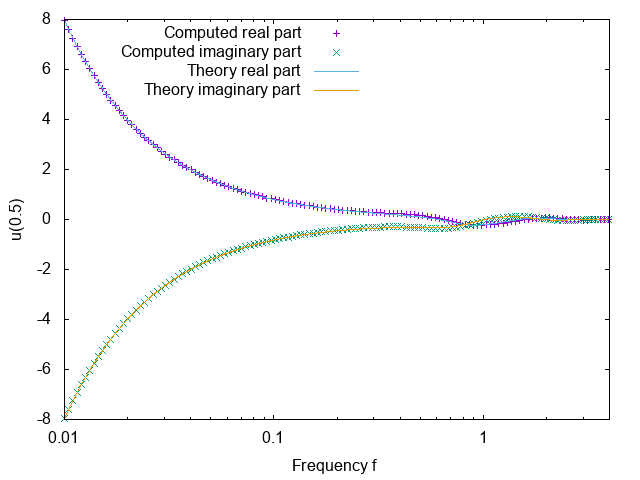 Computed real part
Computed imaginary part
Theory real part
Theory imaginary part
8
6
4
2
0
-2
-4
-6
-8
u(0.5)
0.01 0.1 1
Frequency f